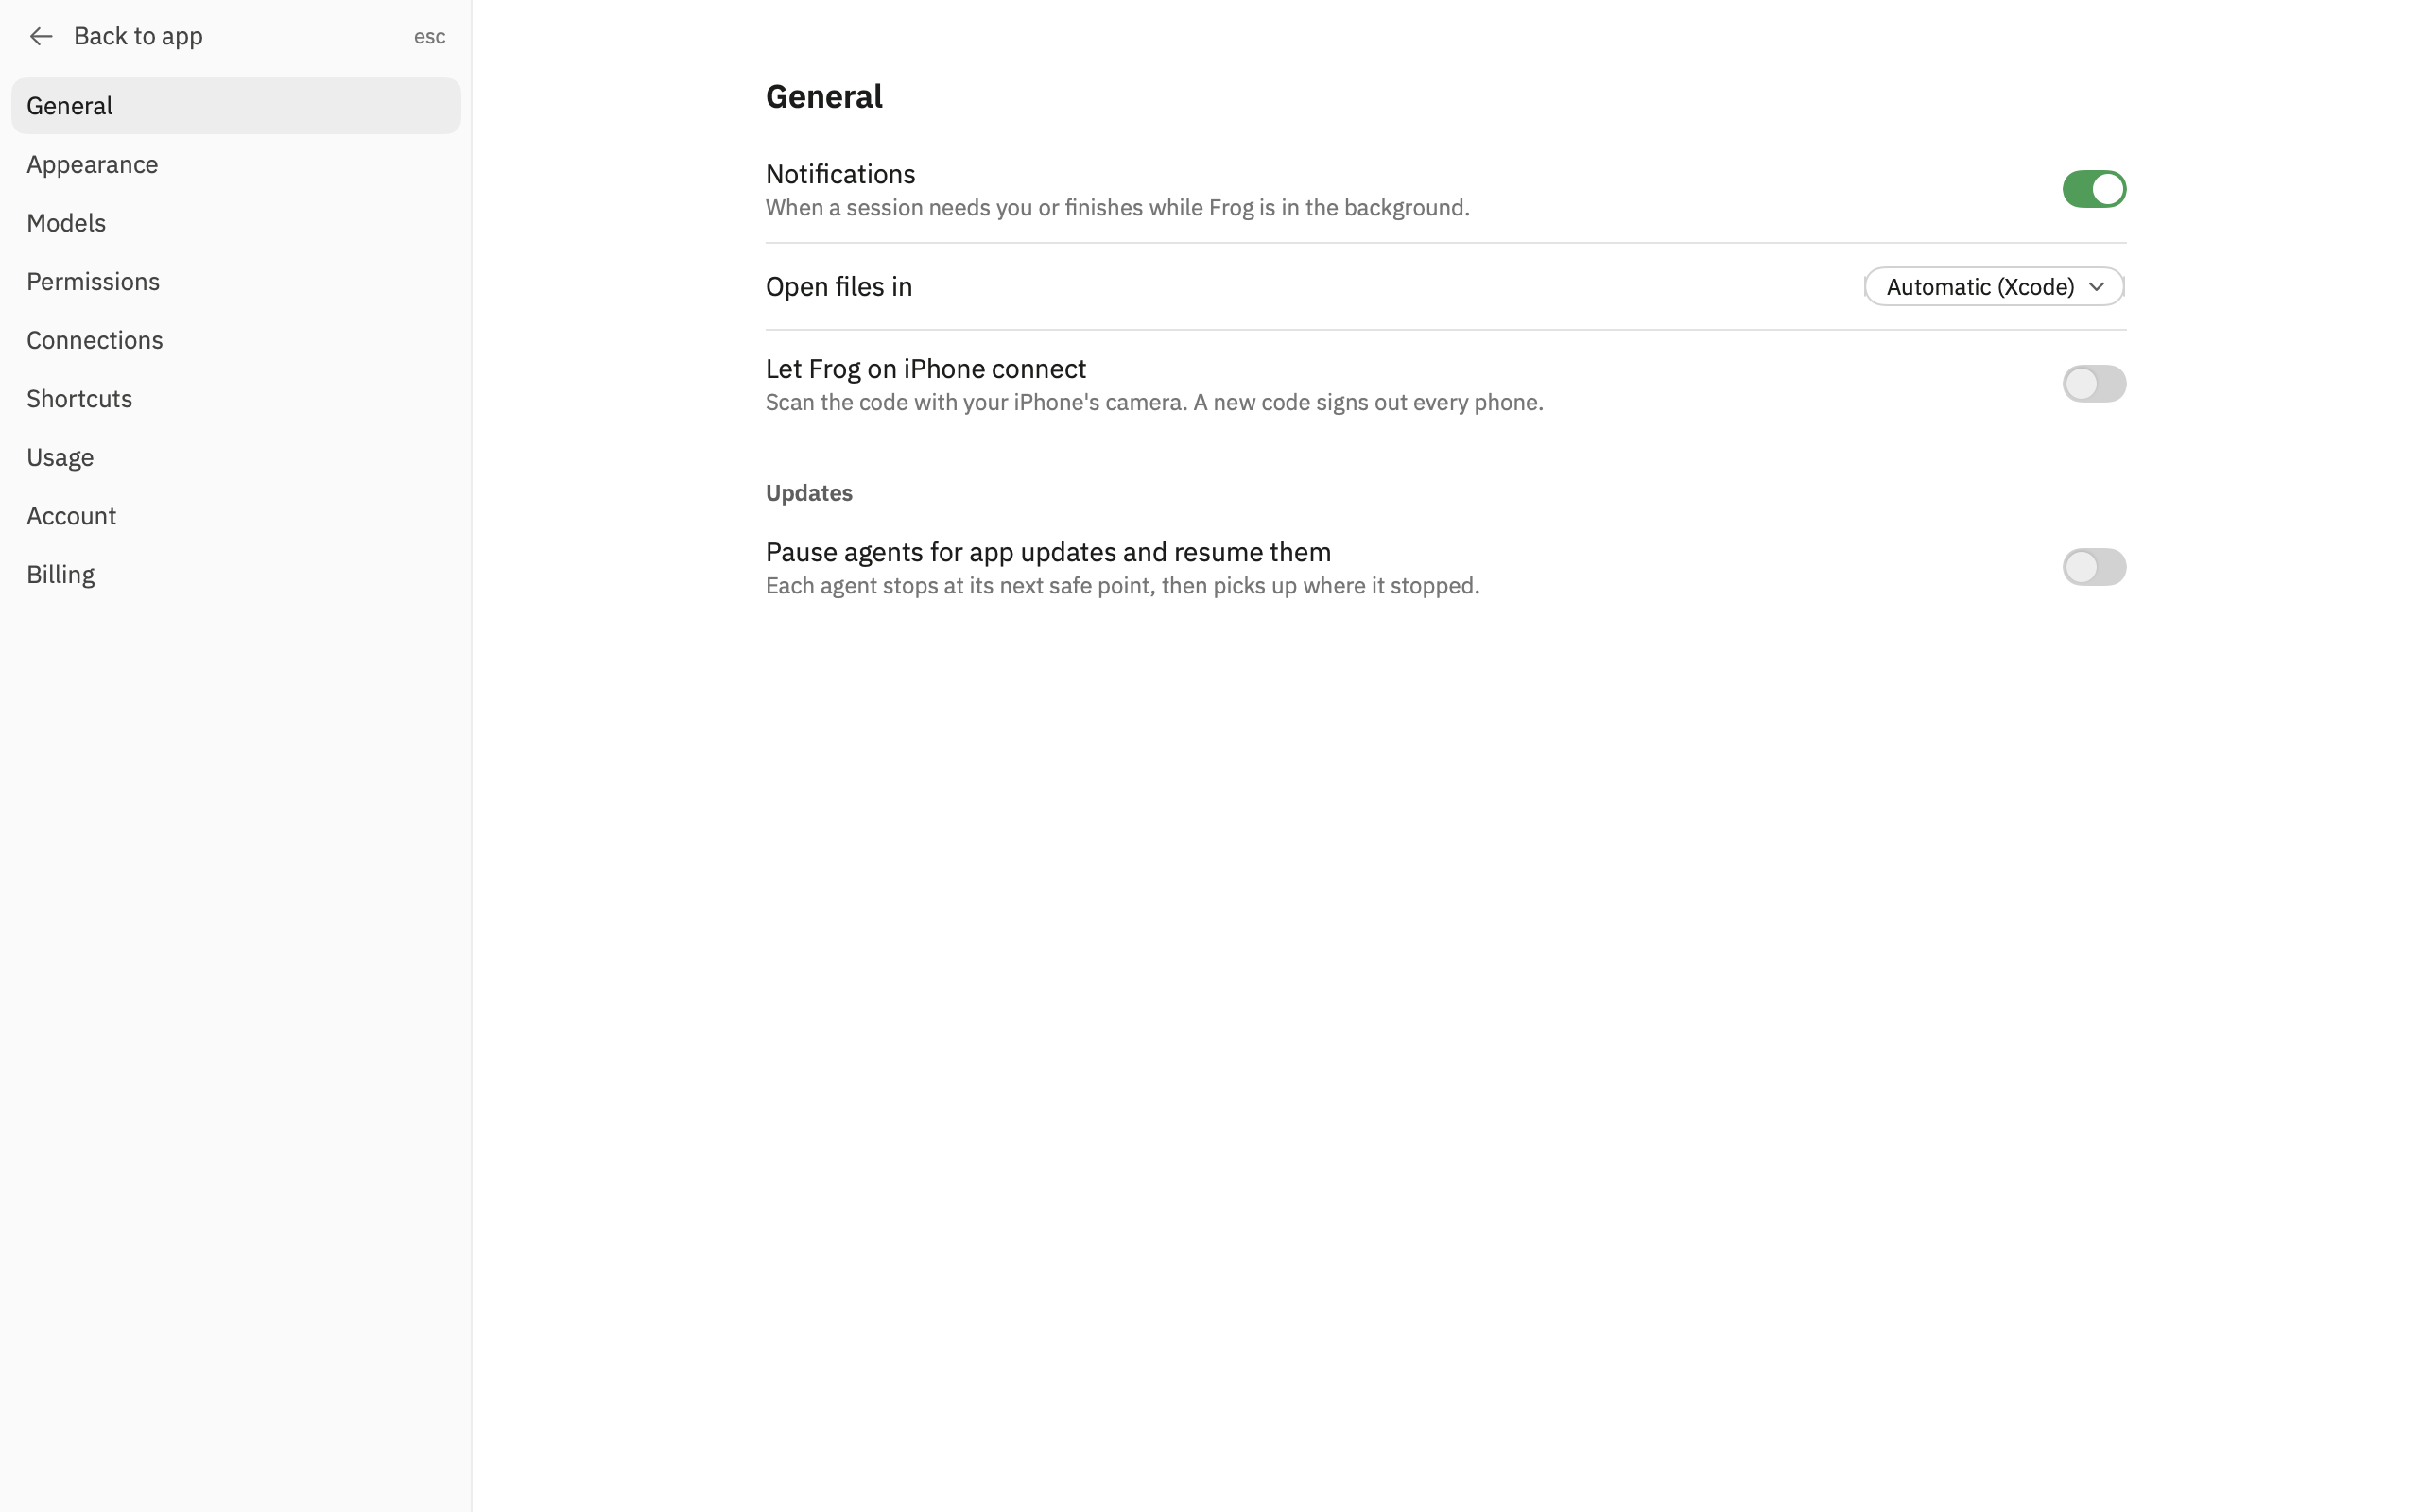 Back to app esc
General
Appearance
Models
Permissions
Connections
Shortcuts
Usage
Account
Billing
General
Notifications
When a session needs you or finishes while Frog is in the background.
Open files in Automatic (Xcode)
Let Frog on iPhone connect
Scan the code with your iPhone's camera. A new code signs out every phone.
Updates
Pause agents for app updates and resume them
Each agent stops at its next safe point, then picks up where it stopped.